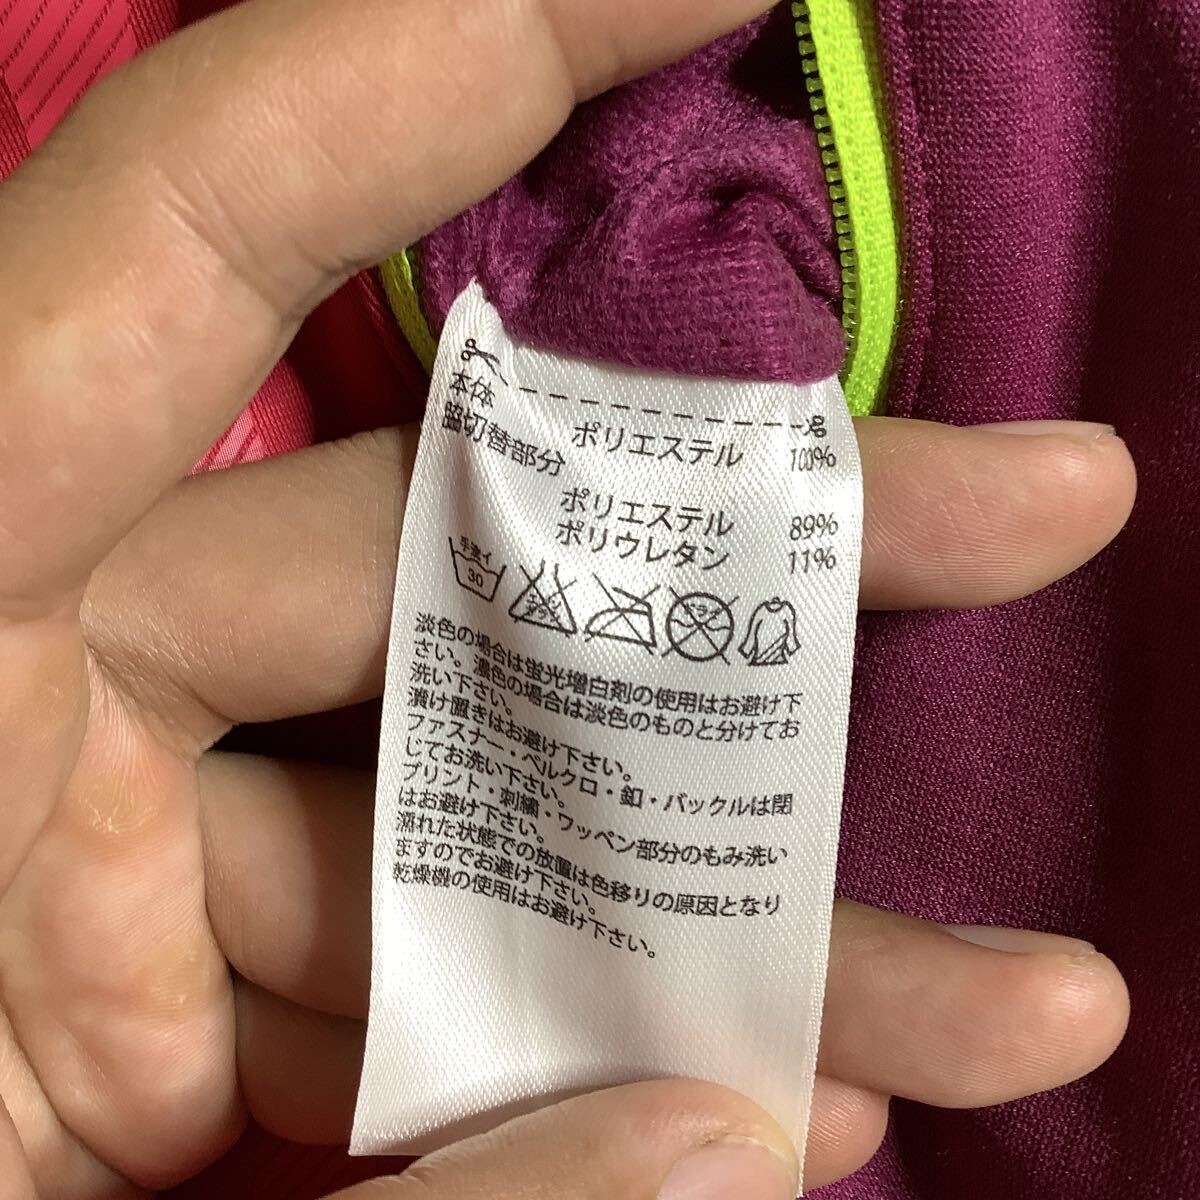 本体
ポリエステル 100%
脇切替部分
ポリエステル 89%
ポリウレタン 11%
手洗イ
30
エンソ
サラシ
ドライ
淡色の場合は蛍光増白剤の使用はお避け下
さい。濃色の場合は淡色のものと分けてお
洗い下さい。
漬け置きはお避け下さい。
ファスナー・ベルクロ・釦・バックルは閉
じてお洗い下さい。
プリント・刺繍・ワッペン部分のもみ洗い
はお避け下さい。
濡れた状態での放置は色移りの原因となり
ますのでお避け下さい。
乾燥機の使用はお避け下さい。